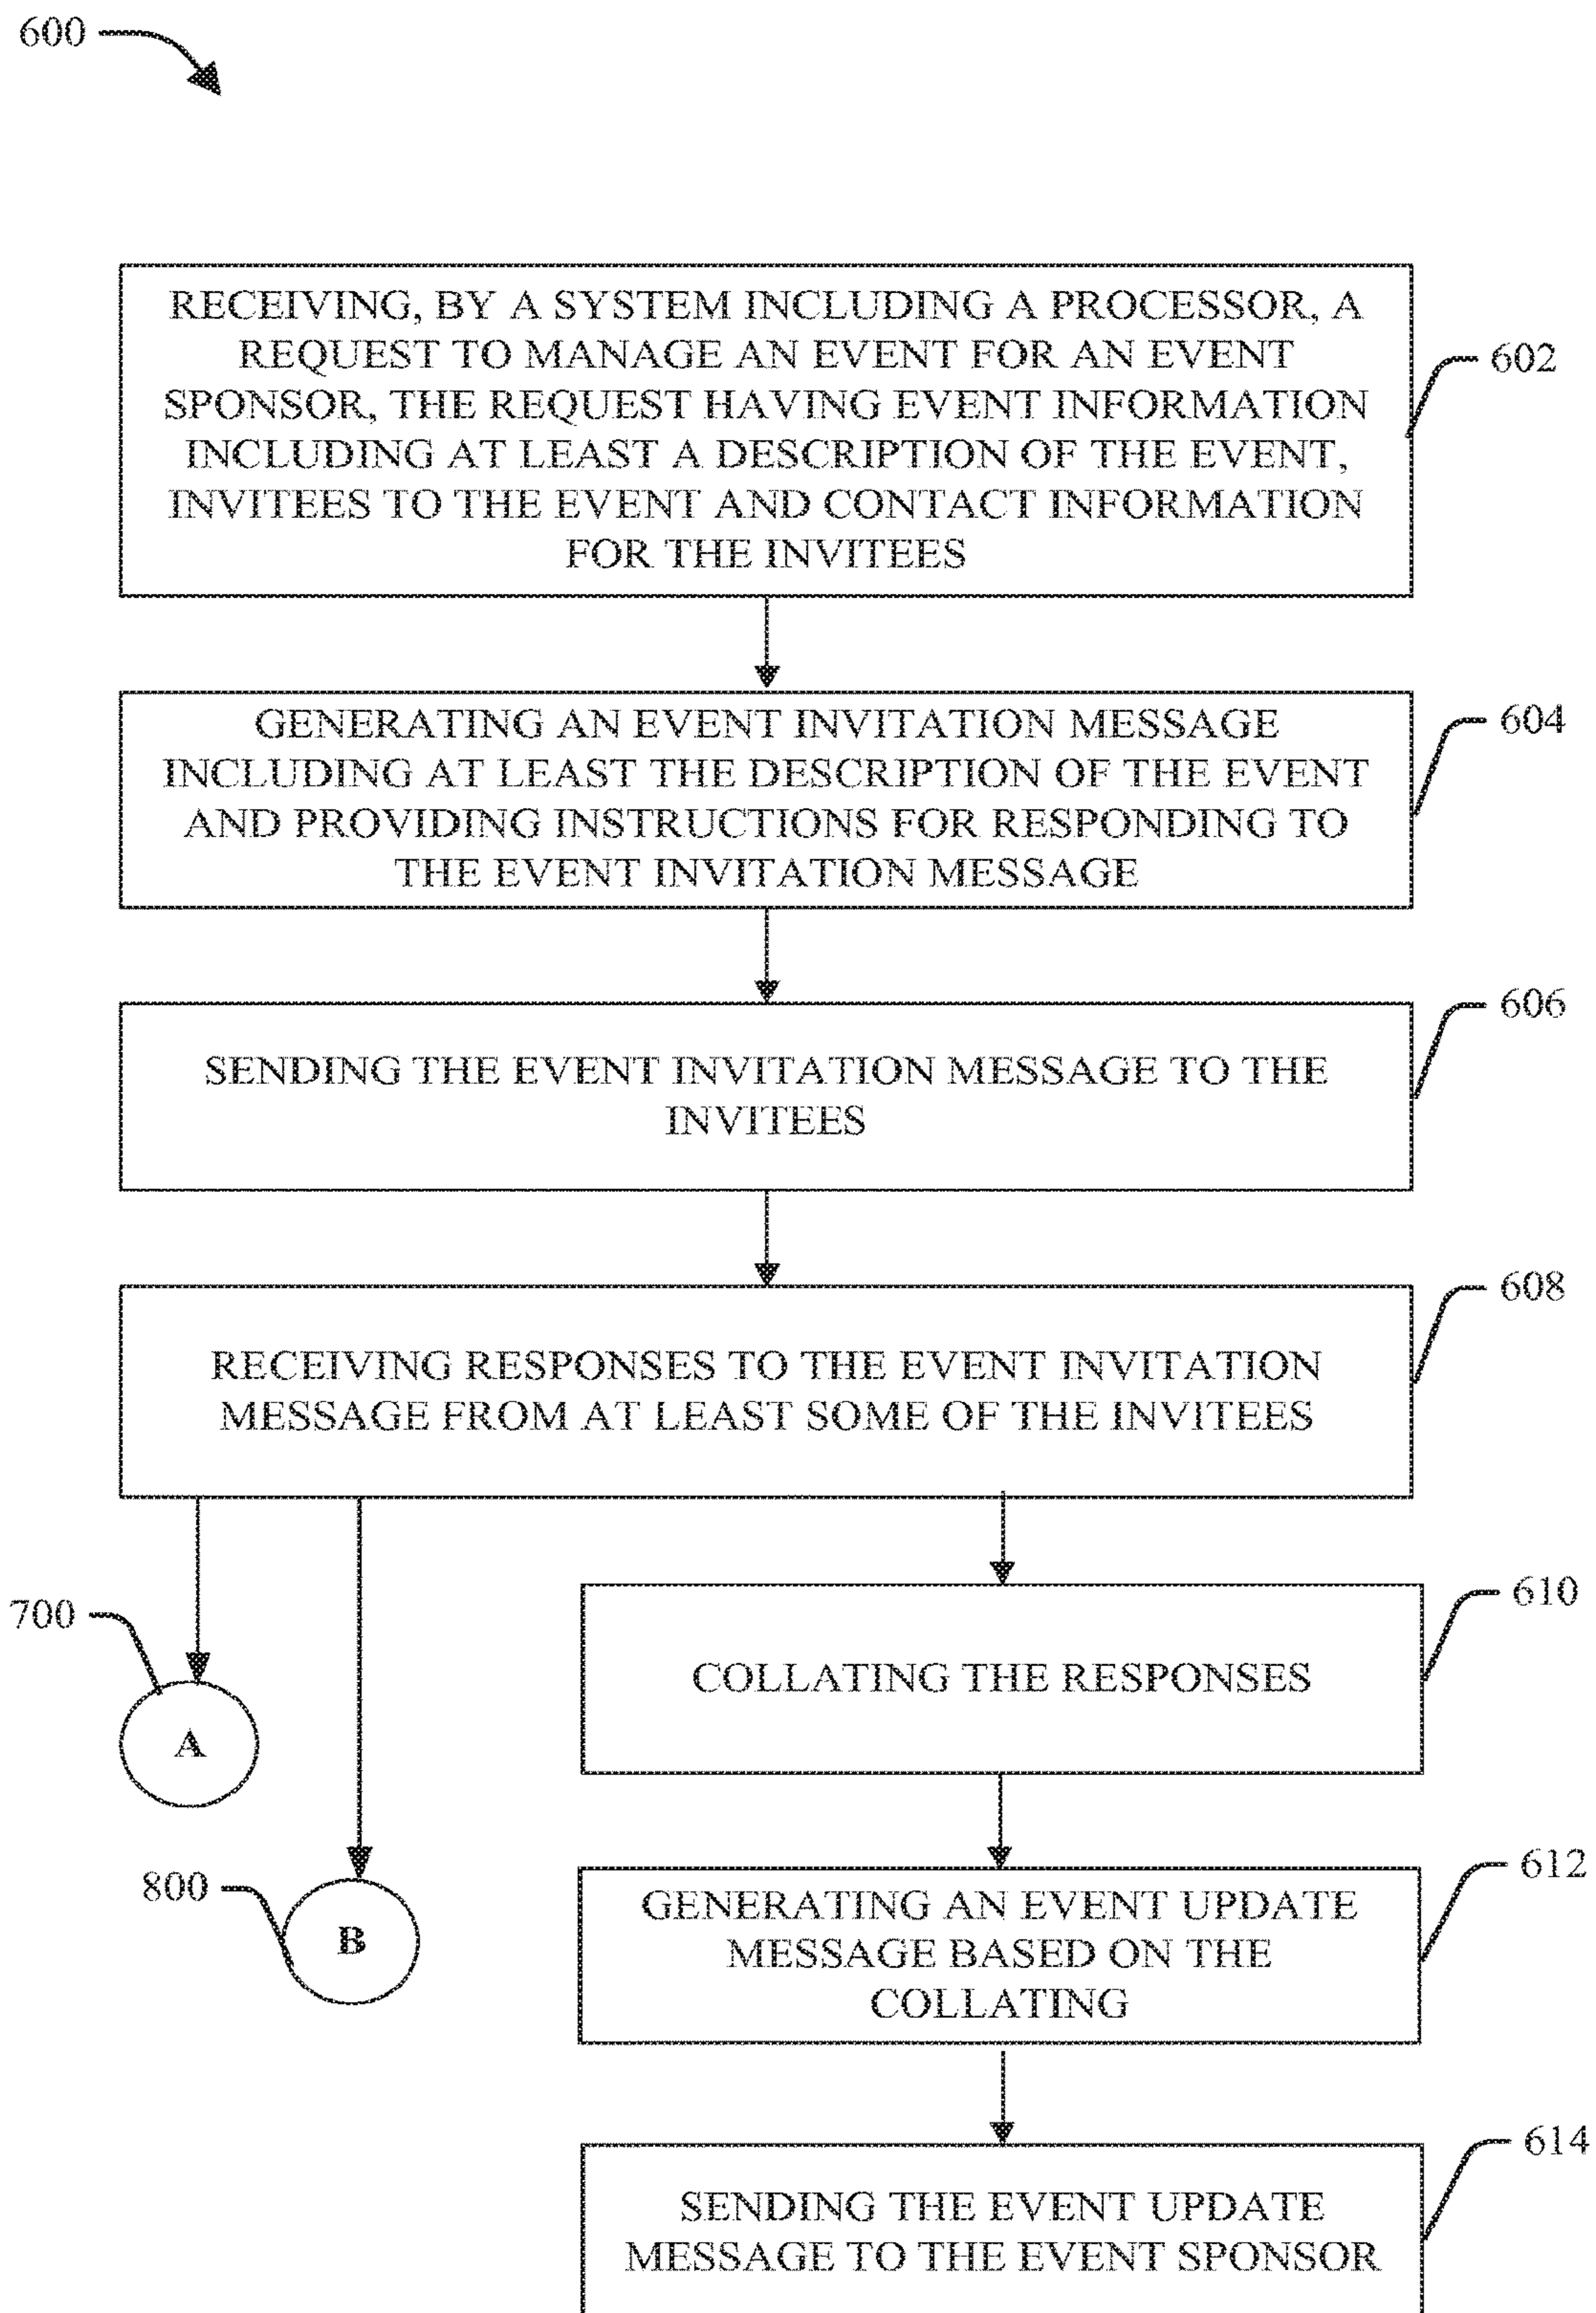 600
RECEIVING, BY A SYSTEM INCLUDING A PROCESSOR, A
REQUEST TO MANAGE AN EVENT FOR AN EVENT
SPONSOR, THE REQUEST HAVING EVENT INFORMATION
INCLUDING AT LEAST A DESCRIPTION OF THE EVENT,
INVITEES TO THE EVENT AND CONTACT INFORMATION
FOR THE INVITEES
602
GENERATING AN EVENT INVITATION MESSAGE
INCLUDING AT LEAST THE DESCRIPTION OF THE EVENT
AND PROVIDING INSTRUCTIONS FOR RESPONDING TO
THE EVENT INVITATION MESSAGE
604
SENDING THE EVENT INVITATION MESSAGE TO THE
INVITEES
606
RECEIVING RESPONSES TO THE EVENT INVITATION
MESSAGE FROM AT LEAST SOME OF THE INVITEES
608
700
A
800
B
COLLATING THE RESPONSES
610
GENERATING AN EVENT UPDATE
MESSAGE BASED ON THE
COLLATING
612
SENDING THE EVENT UPDATE
MESSAGE TO THE EVENT SPONSOR
614